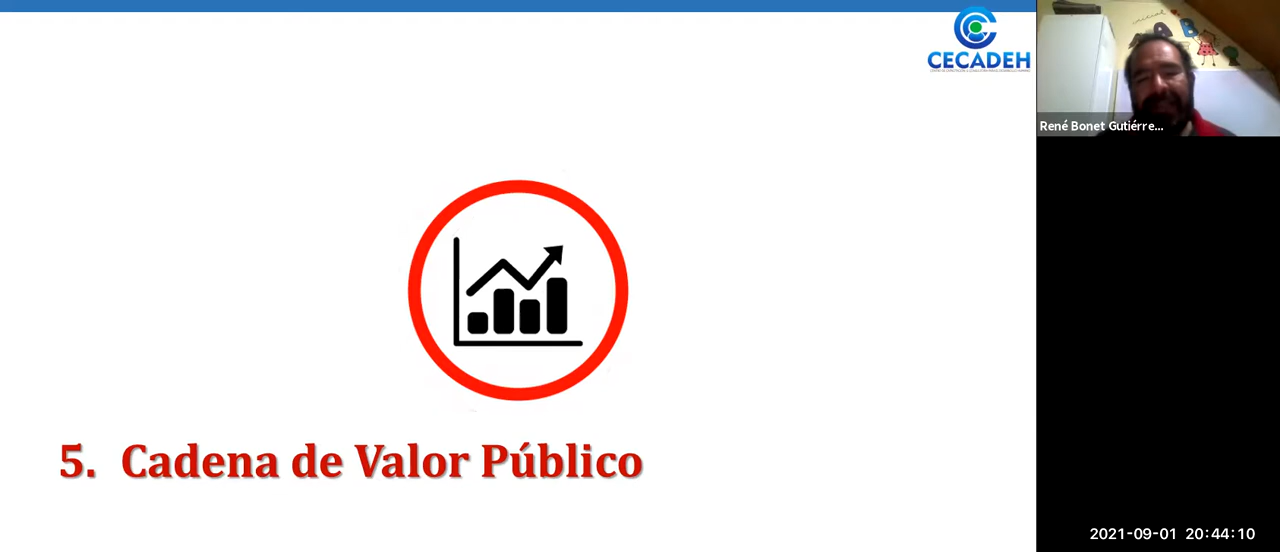 CECADEH
René Bonet Gutiérre...
5. Cadena de Valor Público
2021-09-01 20:44:10